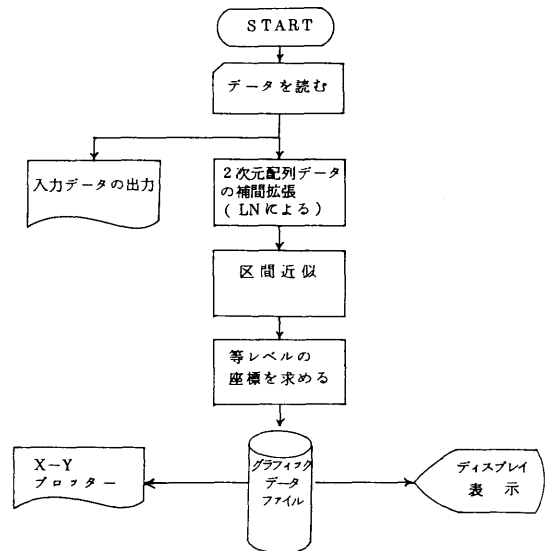 START
データを読む
入力データの出力
2次元配列データ
の補間拡張
( LNによる )
区間近似
等レベルの
座標を求める
X-Y
プロッター
グラフィック
データ
ファイル
ディスプレイ
表 示